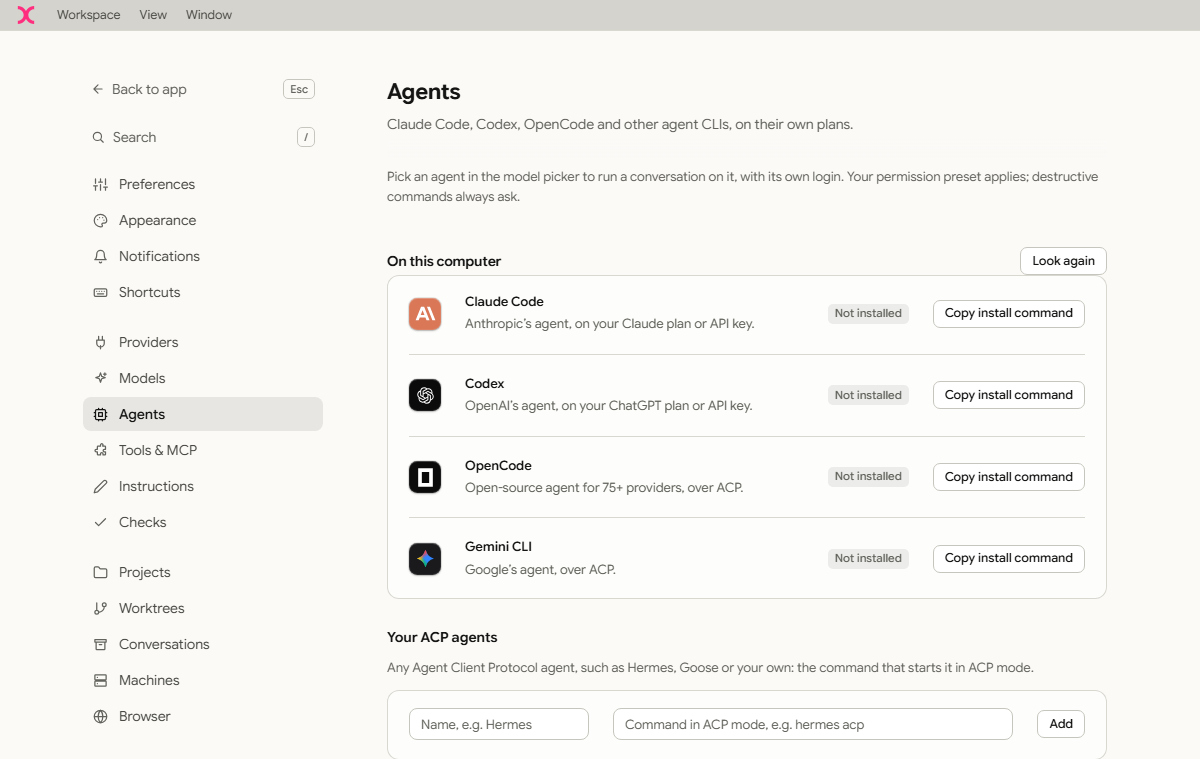 Workspace View Window
Back to app Esc
Search /
Preferences
Appearance
Notifications
Shortcuts
Providers
Models
Agents
Tools & MCP
Instructions
Checks
Projects
Worktrees
Conversations
Machines
Browser
Agents
Claude Code, Codex, OpenCode and other agent CLIs, on their own plans.
Pick an agent in the model picker to run a conversation on it, with its own login. Your permission preset applies; destructive
commands always ask.
On this computer Look again
Claude Code
Anthropic's agent, on your Claude plan or API key.
Not installed Copy install command
Codex
OpenAI's agent, on your ChatGPT plan or API key.
Not installed Copy install command
OpenCode
Open-source agent for 75+ providers, over ACP.
Not installed Copy install command
Gemini CLI
Google's agent, over ACP.
Not installed Copy install command
Your ACP agents
Any Agent Client Protocol agent, such as Hermes, Goose or your own: the command that starts it in ACP mode.
Name, e.g. Hermes Command in ACP mode, e.g. hermes acp Add